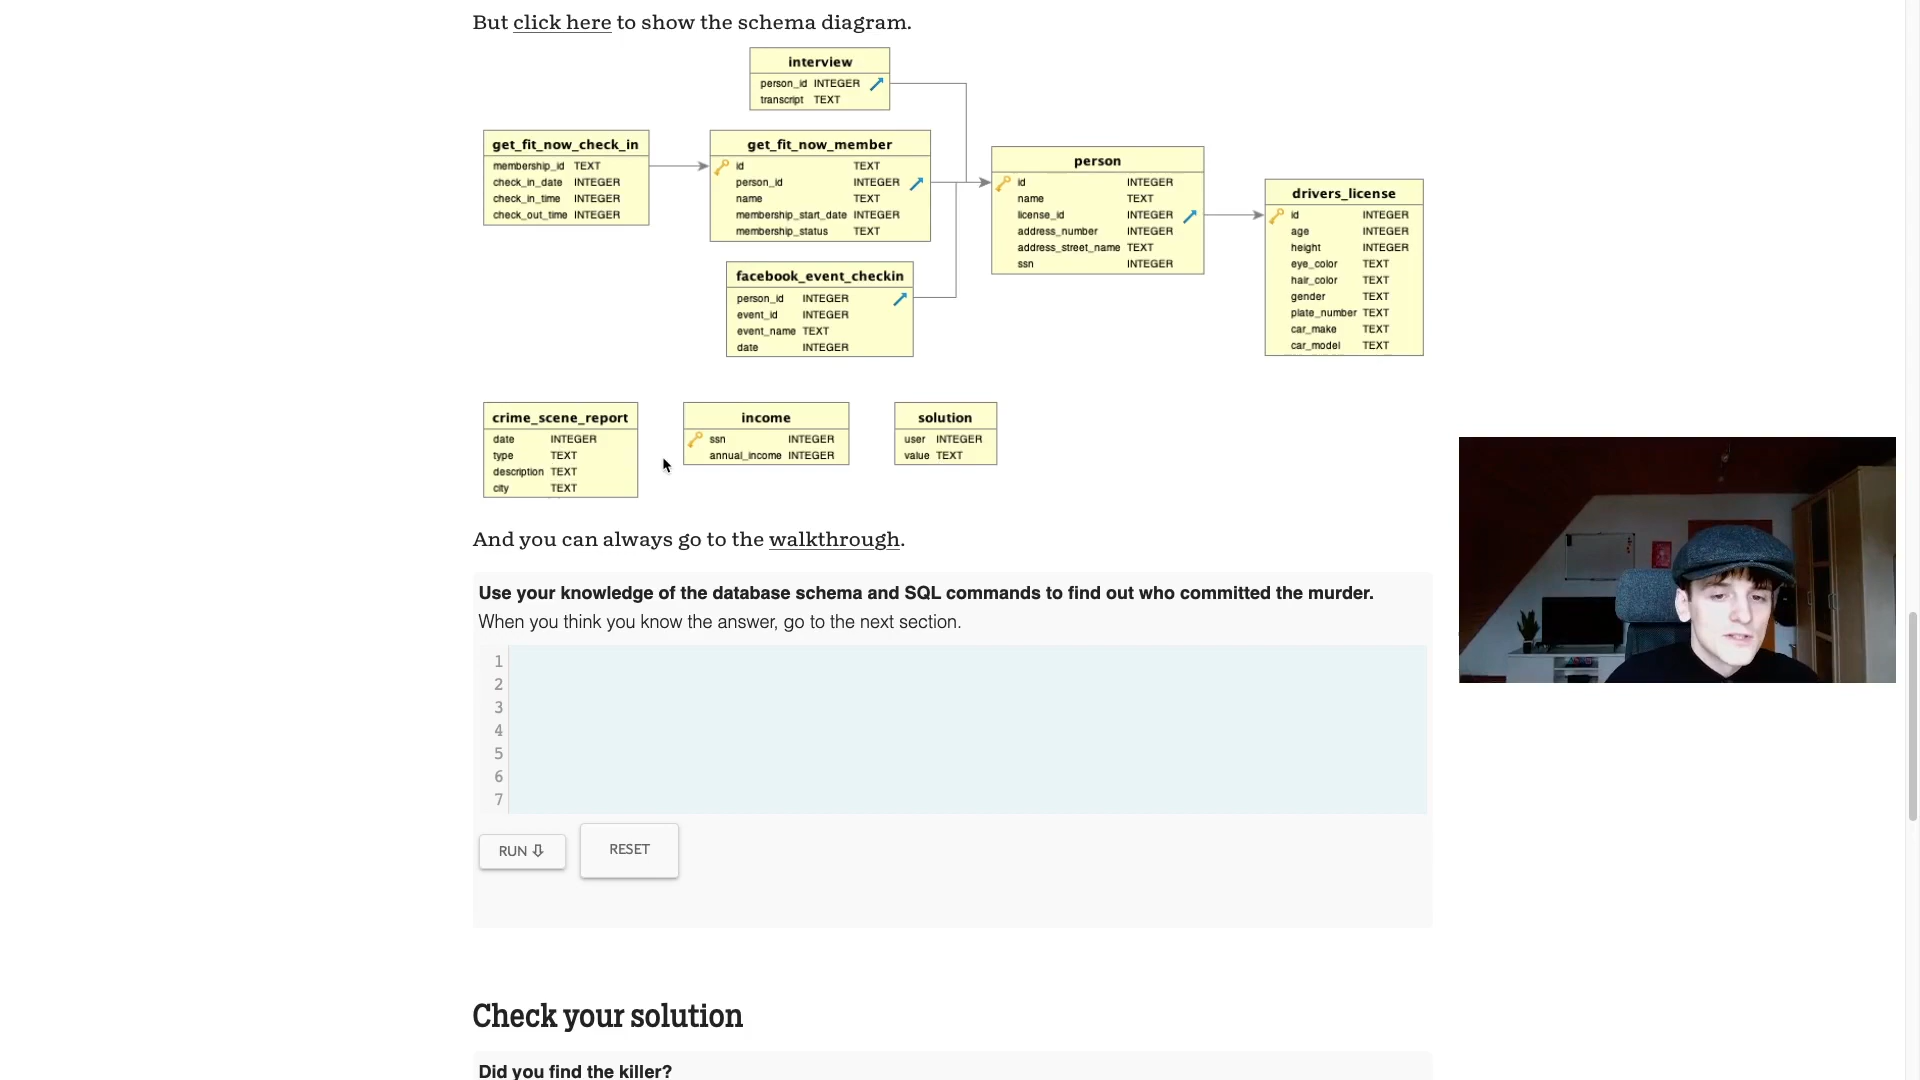 But click here to show the schema diagram.
interview
person_id INTEGER
transcript TEXT
get_fit_now_check_in
membership_id TEXT
check_in_date INTEGER
check_in_time INTEGER
check_out_time INTEGER
get_fit_now_member
id TEXT
person_id INTEGER
name TEXT
membership_start_date INTEGER
membership_status TEXT
person
id INTEGER
name TEXT
license_id INTEGER
address_number INTEGER
address_street_name TEXT
ssn INTEGER
drivers_license
id INTEGER
age INTEGER
height INTEGER
eye_color TEXT
hair_color TEXT
gender TEXT
plate_number TEXT
car_make TEXT
car_model TEXT
facebook_event_checkin
person_id INTEGER
event_id INTEGER
event_name TEXT
date INTEGER
crime_scene_report
date INTEGER
type TEXT
description TEXT
city TEXT
income
ssn INTEGER
annual_income INTEGER
solution
user INTEGER
value TEXT
And you can always go to the walkthrough.
Use your knowledge of the database schema and SQL commands to find out who committed the murder.
When you think you know the answer, go to the next section.
1
2
3
4
5
6
7
RUN ⇩
RESET
Check your solution
Did you find the killer?